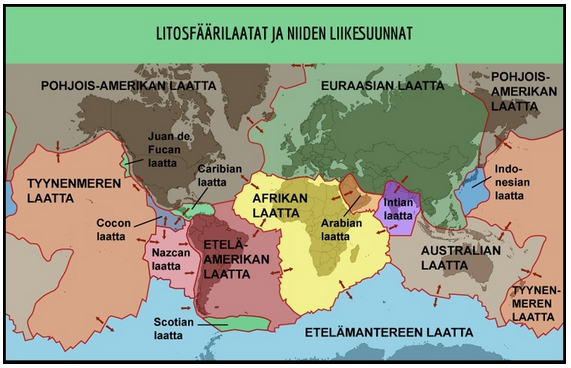 LITOSFÄÄRILAATAT JA NIIDEN LIIKESUUNNAT
POHJOIS-AMERIKAN LAATTA
EURAASIAN LAATTA
POHJOIS-
AMERIKAN
LAATTA
Juan de
Fucan
laatta
Caribian
laatta
TYYNENMEREN
LAATTA
AFRIKAN
LAATTA
Arabian
laatta
Intian
laatta
Indo-
nesian
laatta
Cocon
laatta
Nazcan
laatta
ETELÄ-
AMERIKAN
LAATTA
AUSTRALIAN
LAATTA
TYYNEN-
MEREN
LAATTA
Scotian
laatta
ETELÄMANTEREEN LAATTA